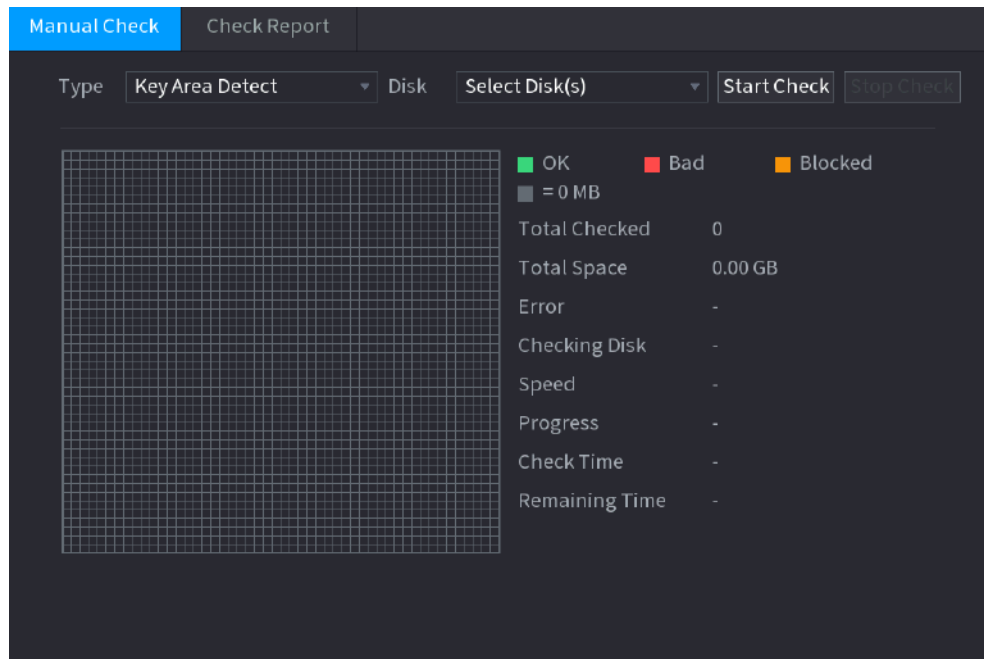 Manual Check Check Report
Type Key Area Detect Disk Select Disk(s) Start Check Stop Check
OK Bad Blocked
= 0 MB
Total Checked 0
Total Space 0.00 GB
Error -
Checking Disk -
Speed -
Progress -
Check Time -
Remaining Time -